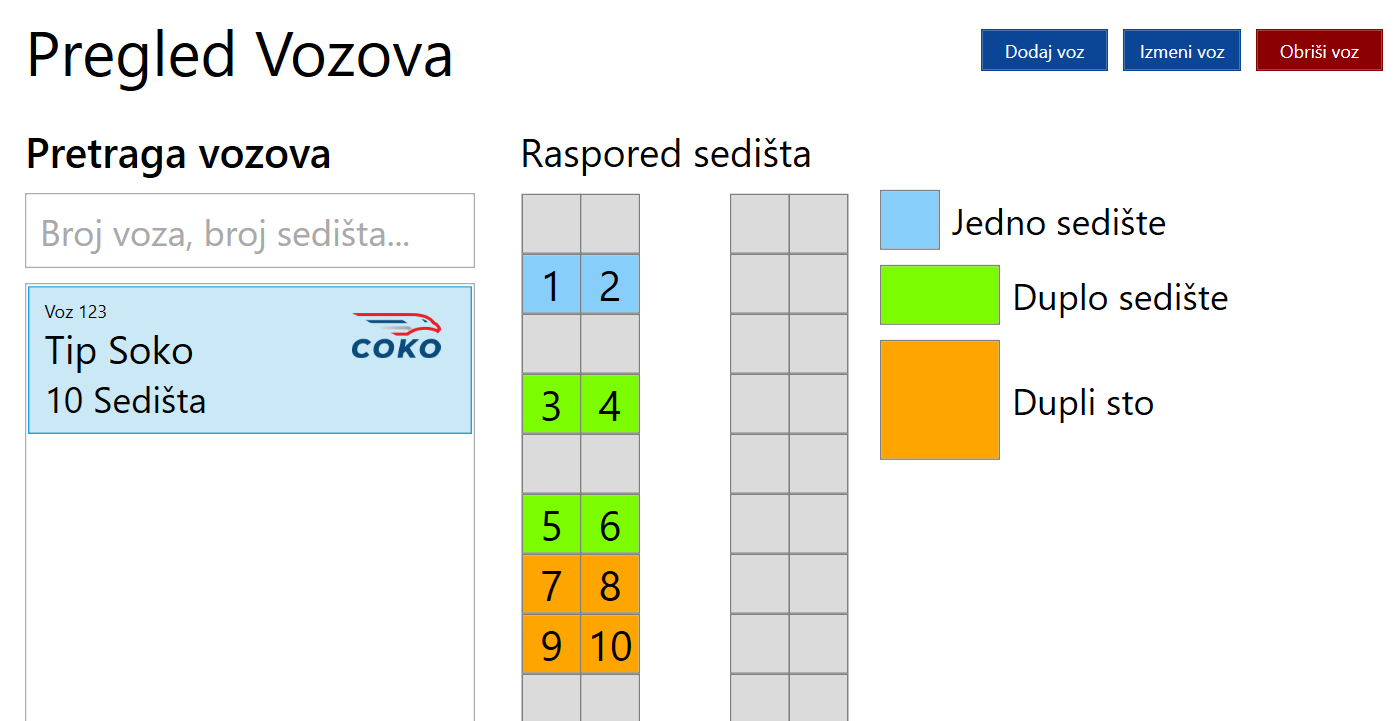 Pregled Vozova
Dodaj voz
Izmeni voz
Obriši voz
Pretraga vozova
Broj voza, broj sedišta...
Voz 123
Tip Soko
10 Sedišta
СОКО
Raspored sedišta
1 2
3 4
5 6
7 8
9 10
Jedno sedište
Duplo sedište
Dupli sto